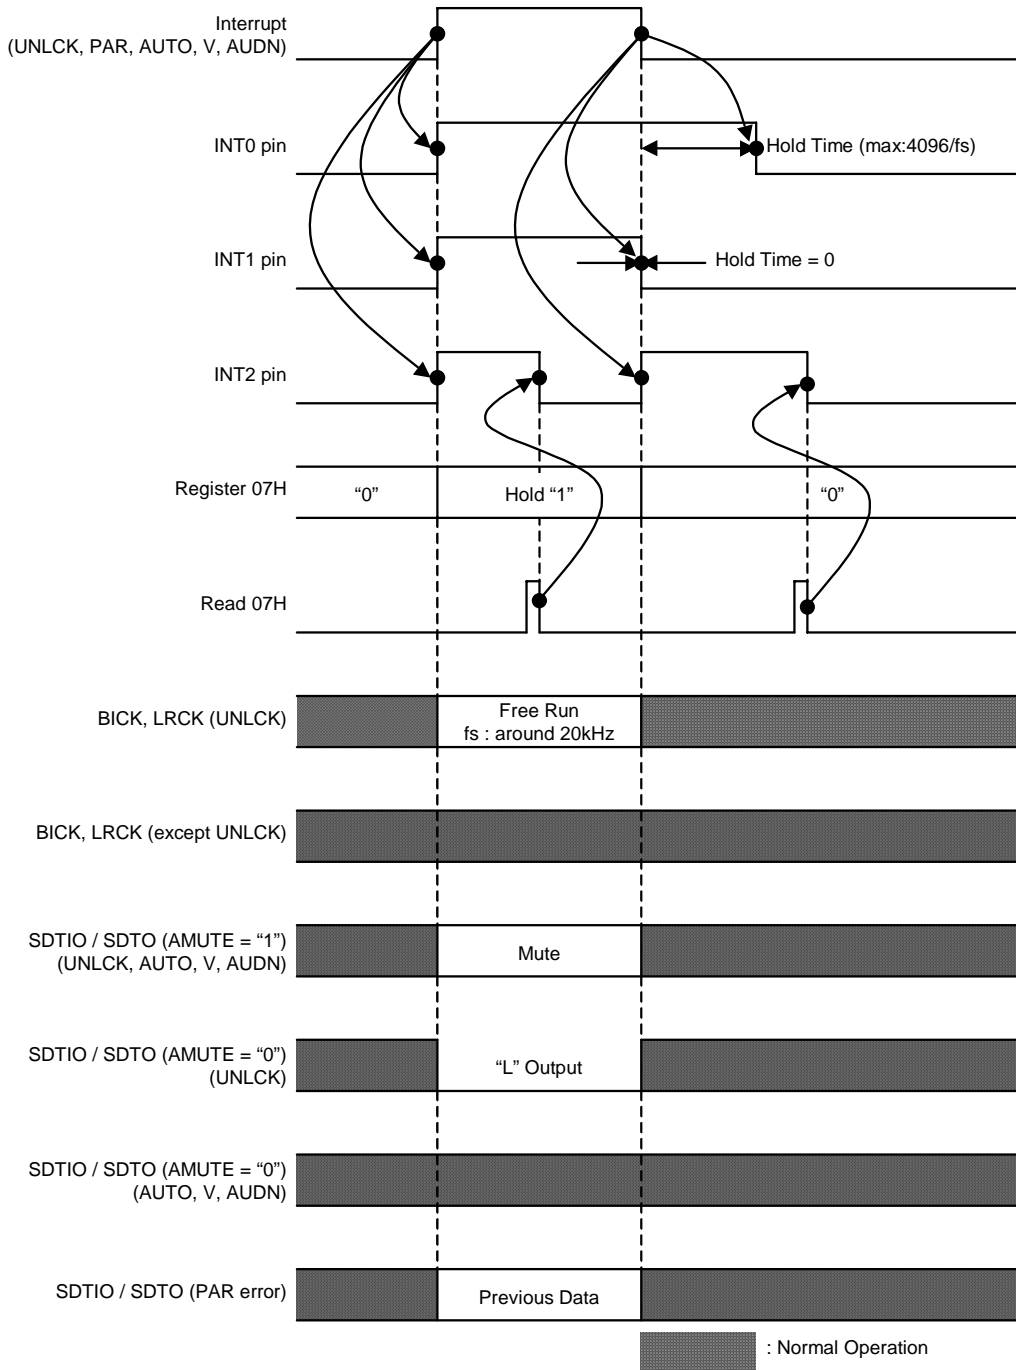 Interrupt
(UNLCK, PAR, AUTO, V, AUDN)
INT0 pin
Hold Time (max:4096/fs)
INT1 pin
Hold Time = 0
INT2 pin
Register 07H
“0”
Hold “1”
“0”
Read 07H
BICK, LRCK (UNLCK)
Free Run
fs : around 20kHz
BICK, LRCK (except UNLCK)
SDTIO / SDTO (AMUTE = “1”)
(UNLCK, AUTO, V, AUDN)
Mute
SDTIO / SDTO (AMUTE = “0”)
(UNLCK)
“L” Output
SDTIO / SDTO (AMUTE = “0”)
(AUTO, V, AUDN)
SDTIO / SDTO (PAR error)
Previous Data
: Normal Operation